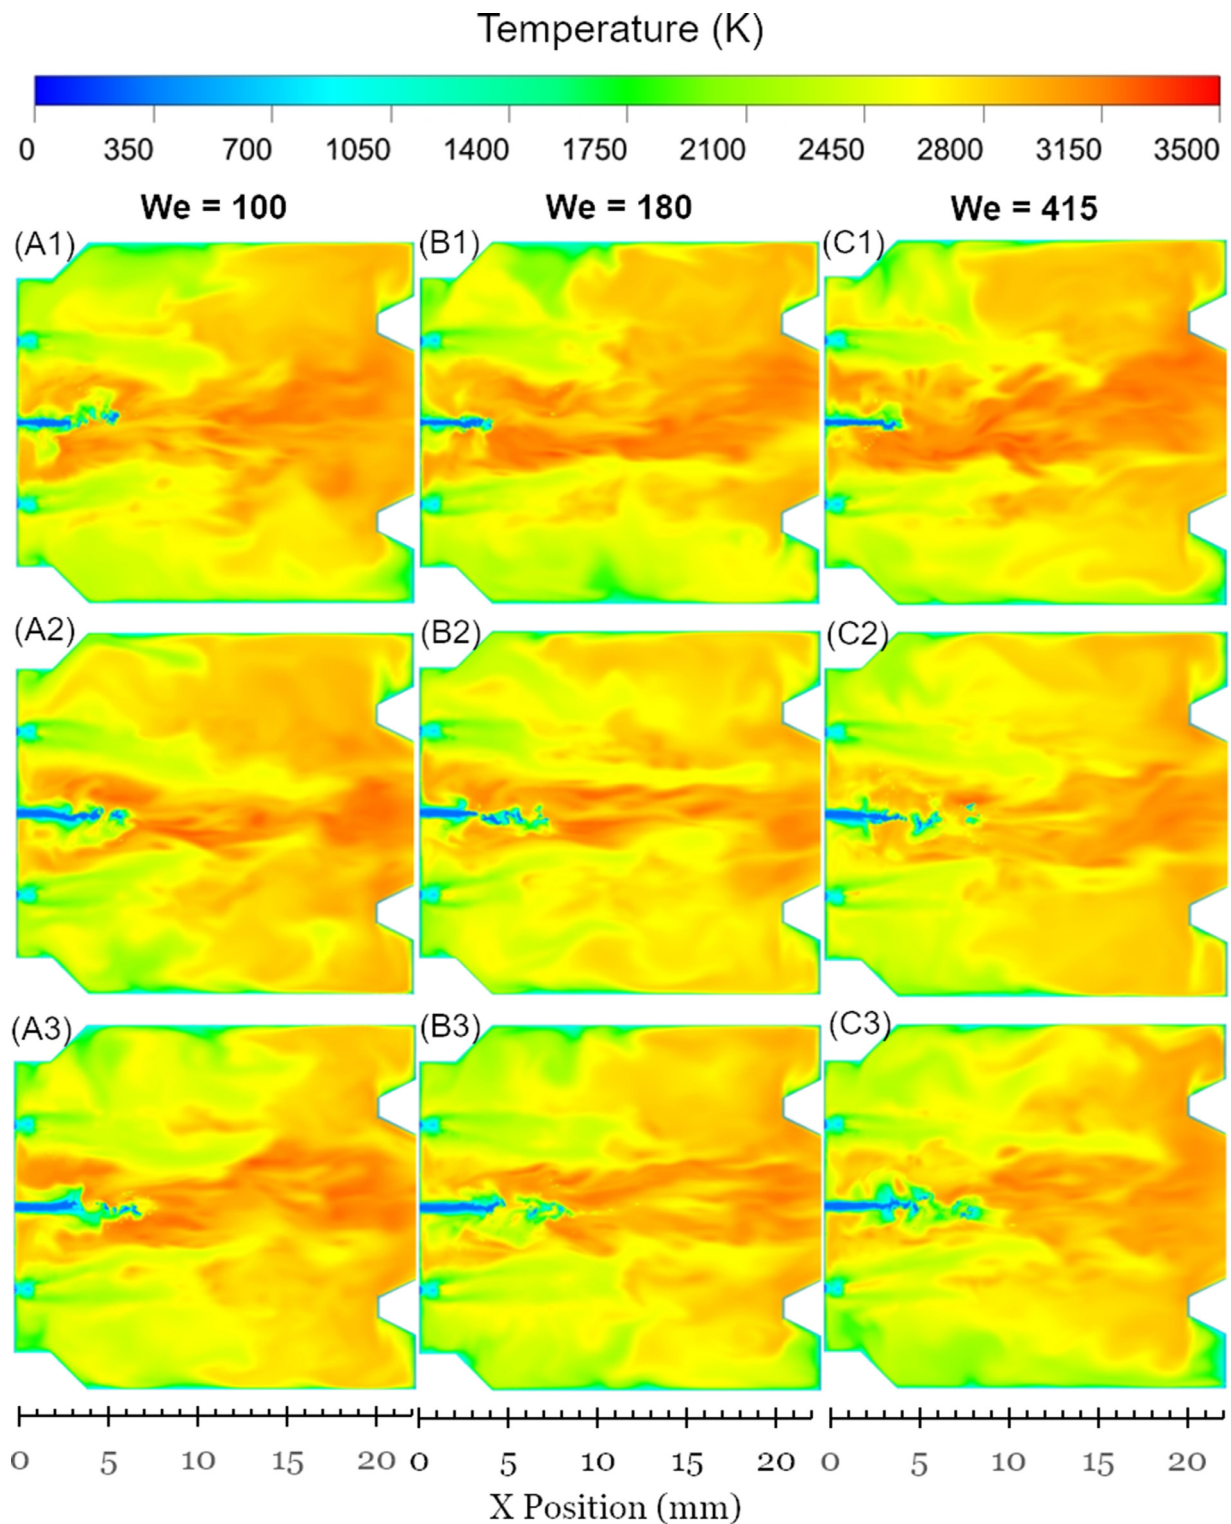 Temperature (K)
0 350 700 1050 1400 1750 2100 2450 2800 3150 3500
We = 100 We = 180 We = 415
(A1) (B1) (C1)
(A2) (B2) (C2)
(A3) (B3) (C3)
0 5 10 15 20 0 5 10 15 20 0 5 10 15 20
X Position (mm)